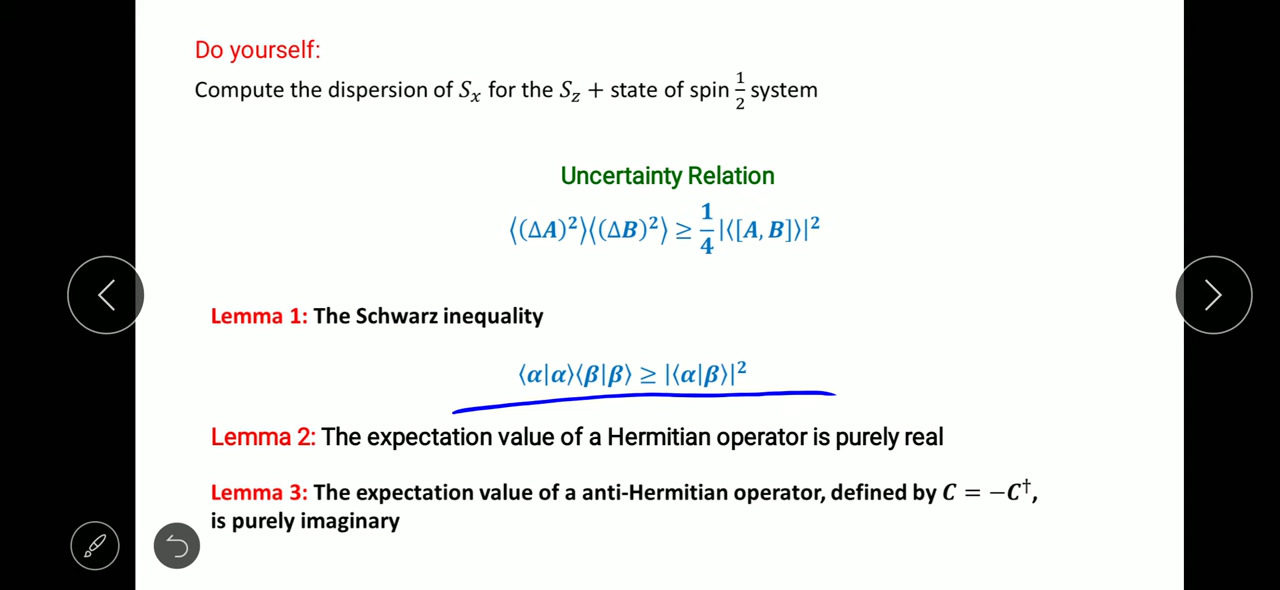 Do yourself:
Compute the dispersion of Sₓ for the S_z + state of spin 1/2 system
Uncertainty Relation
⟨(ΔA)²⟩⟨(ΔB)²⟩ ≥ 1/4 |⟨[A, B]⟩|²
Lemma 1: The Schwarz inequality
⟨α|α⟩⟨β|β⟩ ≥ |⟨α|β⟩|²
Lemma 2: The expectation value of a Hermitian operator is purely real
Lemma 3: The expectation value of a anti-Hermitian operator, defined by C = −C†,
is purely imaginary